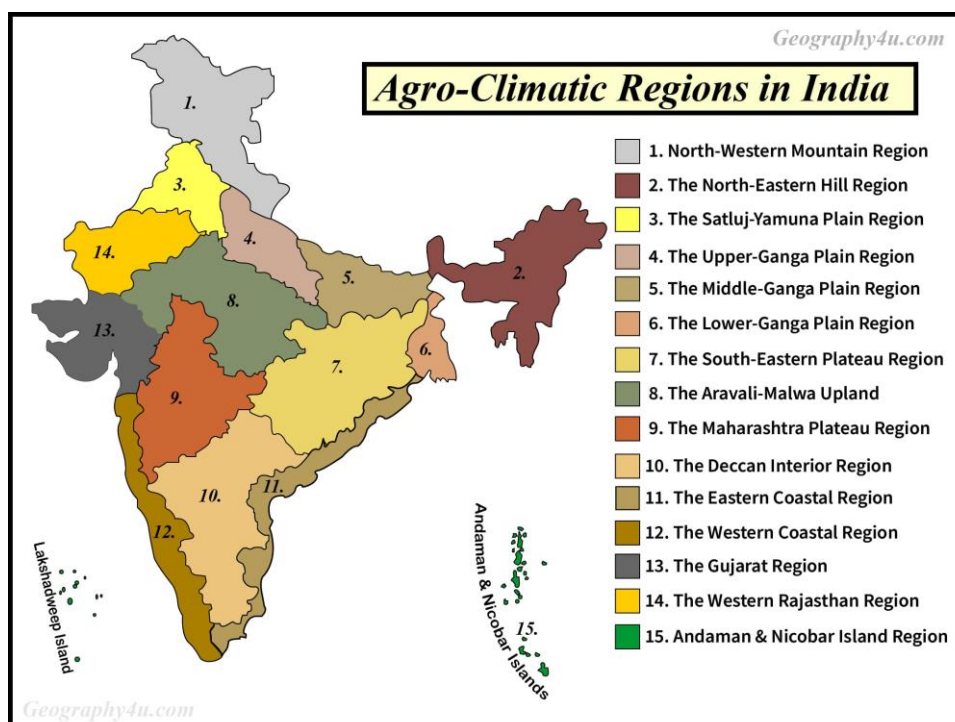 Geography4u.com
Agro-Climatic Regions in India
1.
3.
14.
4.
5.
2.
8.
13.
7.
6.
9.
10.
11.
12.
15.
Lakshadweep Island
Andaman & Nicobar Islands
1. North-Western Mountain Region
2. The North-Eastern Hill Region
3. The Satluj-Yamuna Plain Region
4. The Upper-Ganga Plain Region
5. The Middle-Ganga Plain Region
6. The Lower-Ganga Plain Region
7. The South-Eastern Plateau Region
8. The Aravali-Malwa Upland
9. The Maharashtra Plateau Region
10. The Deccan Interior Region
11. The Eastern Coastal Region
12. The Western Coastal Region
13. The Gujarat Region
14. The Western Rajasthan Region
15. Andaman & Nicobar Island Region
Geography4u.com